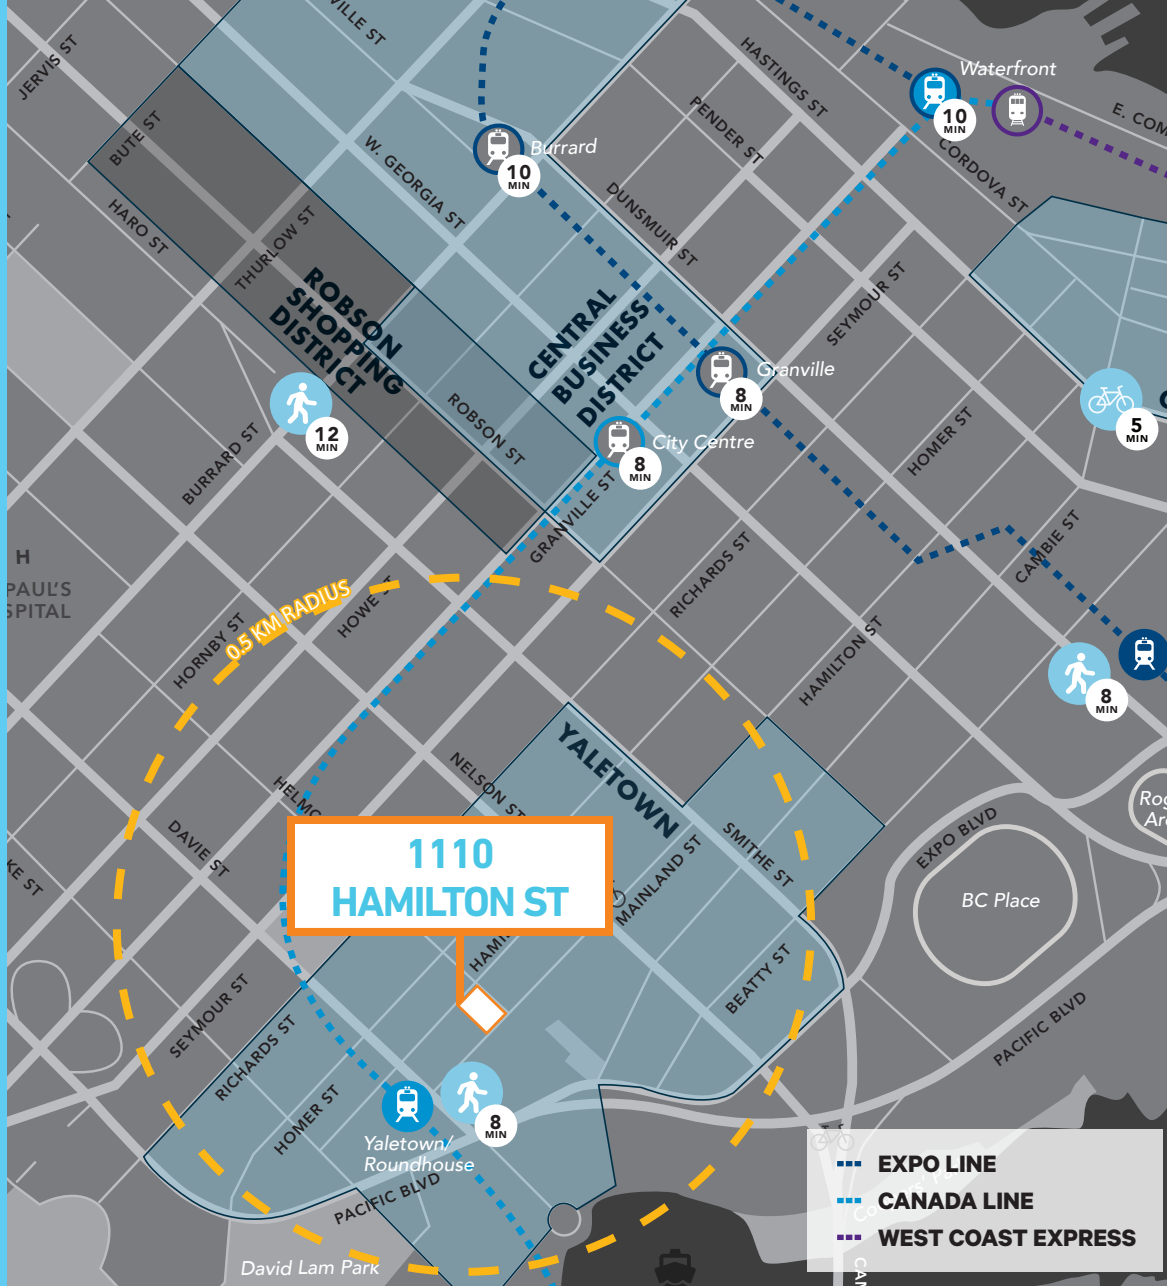 VILLE ST
JERVIS ST
HASTINGS ST
Waterfront
10
MIN
E. COM
PENDER ST
CORDOVA ST
BUTE ST
Burrard
10
MIN
W. GEORGIA ST
DUNSMUIR ST
HARO ST
THURLOW ST
ROBSON
SHOPPING
DISTRICT
CENTRAL
BUSINESS
DISTRICT
SEYMOUR ST
Granville
8
MIN
City Centre
8
MIN
ROBSON ST
12
MIN
BURRARD ST
HOMER ST
5
MIN
GRANVILLE ST
CAMBIE ST
RICHARDS ST
H
PAUL'S
SPITAL
0.5 KM RADIUS
HOWE ST
HORNBY ST
HAMILTON ST
8
MIN
YALETOWN
NELSON ST
HELMC
DAVIE ST
KE ST
SMITHE ST
MAINLAND ST
EXPO BLVD
Rog
Are
BC Place
1110
HAMILTON ST
HAMI
BEATTY ST
SEYMOUR ST
RICHARDS ST
HOMER ST
PACIFIC BLVD
8
MIN
Yaletown/
Roundhouse
PACIFIC BLVD
David Lam Park
EXPO LINE
CANADA LINE
WEST COAST EXPRESS
CAM